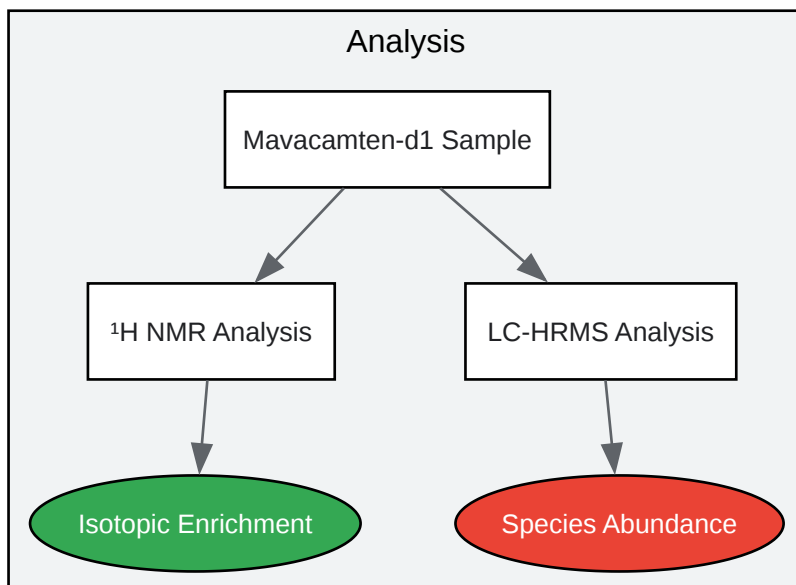 Analysis
Mavacamten-d1 Sample
¹H NMR Analysis
LC-HRMS Analysis
Isotopic Enrichment
Species Abundance